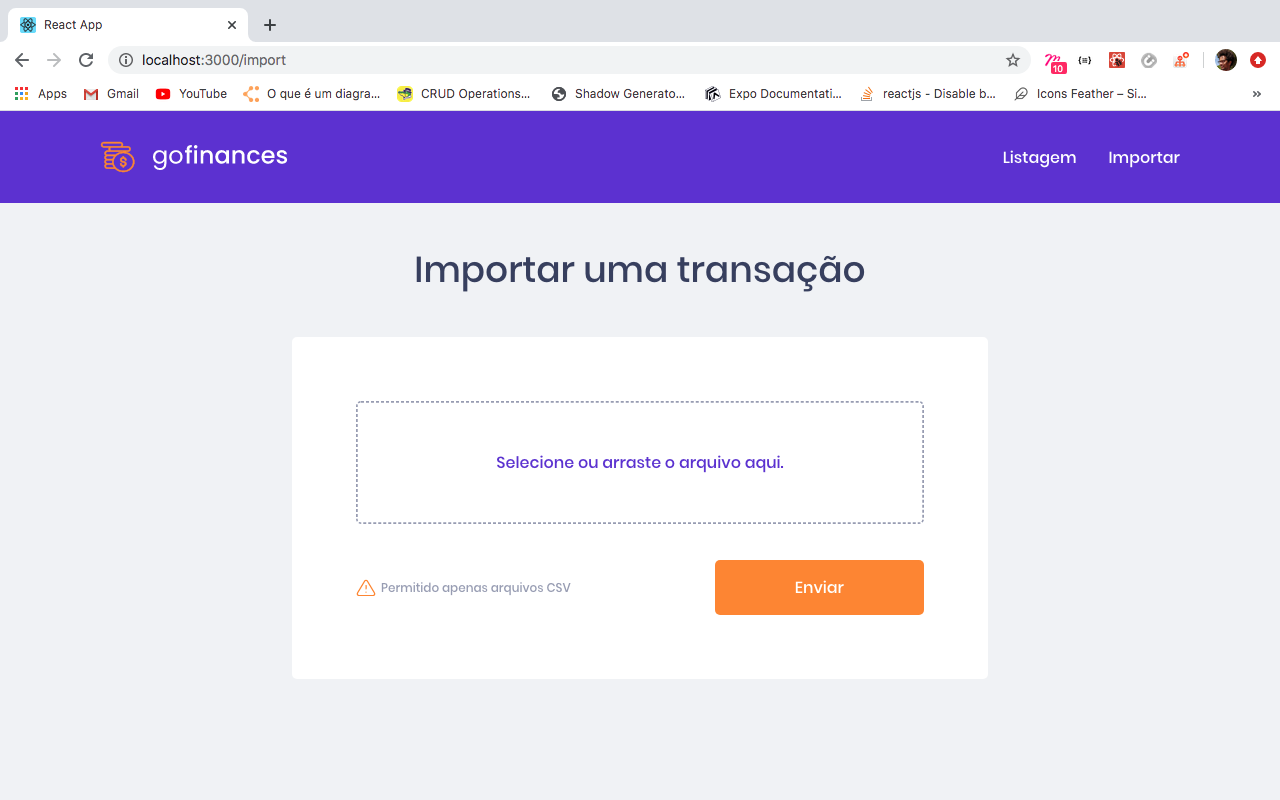 React App
localhost:3000/import
10
Apps Gmail YouTube O que é um diagra... CRUD Operations... Shadow Generato... Expo Documentati... reactjs - Disable b... Icons Feather – Si... »
gofinances Listagem Importar
Importar uma transação
Selecione ou arraste o arquivo aqui.
Permitido apenas arquivos CSV Enviar